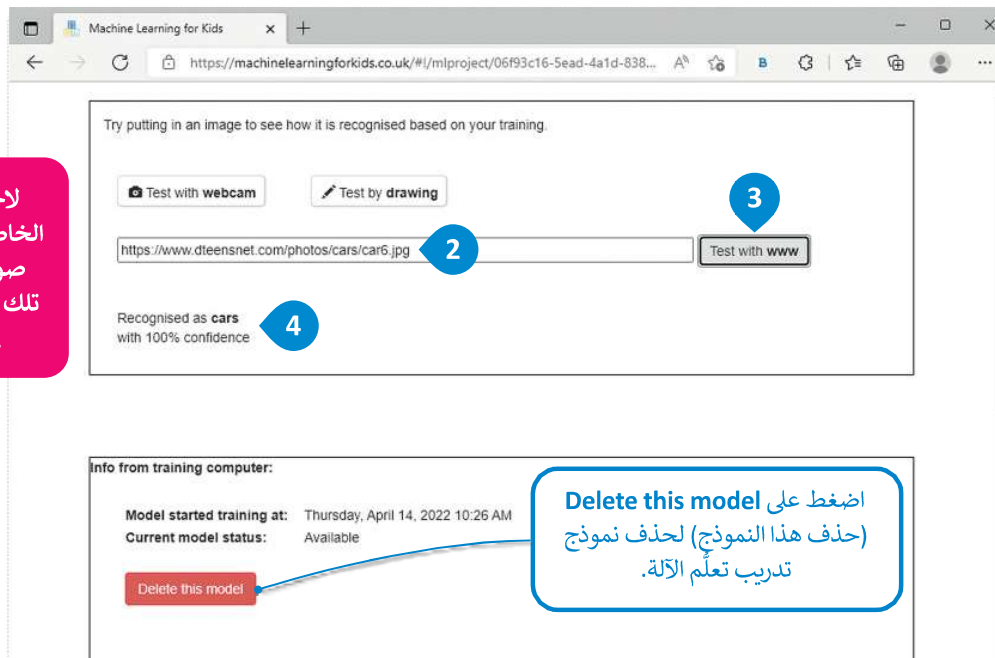 Machine Learning for Kids
https://machinelearningforkids.co.uk/#!/mlproject/06f93c16-5ead-4a1d-838...
B
Try putting in an image to see how it is recognised based on your training.
Test with webcam
Test by drawing
3
https://www.dteensnet.com/photos/cars/car6.jpg
2
Test with www
Recognised as cars
with 100% confidence
4
تلك
Info from training computer:
Model started training at: Thursday, April 14, 2022 10:26 AM
Current model status: Available
Delete this model
اضغط على Delete this model
(حذف هذا النموذج) لحذف نموذج
تدريب تعلُّم الآلة.